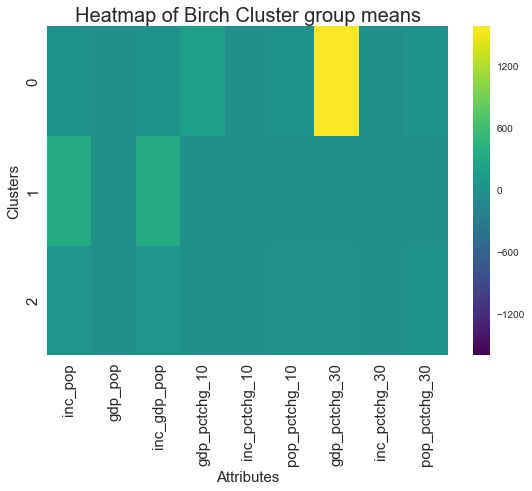 Heatmap of Birch Cluster group means
Clusters
0
1
2
inc_pop
gdp_pop
inc_gdp_pop
gdp_pctchg_10
inc_pctchg_10
pop_pctchg_10
gdp_pctchg_30
inc_pctchg_30
pop_pctchg_30
Attributes
1200
600
0
−600
−1200